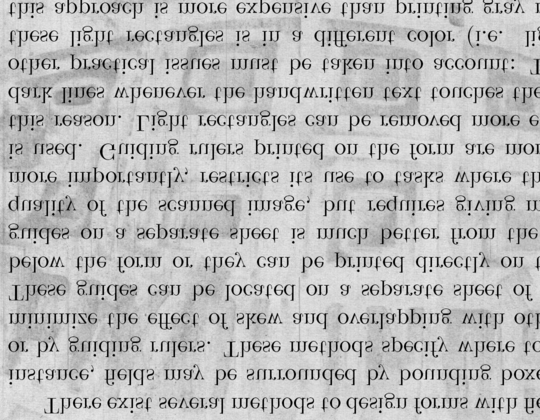 There exist several methods to design forms with fie
instance, fields may be surrounded by bounding boxe
or by guiding rulers. These methods specify where to
minimize the effect of skew and overlapping with oth
These guides can be located on a separate sheet of
below the form or they can be printed directly on t
guides on a separate sheet is much better from the
quality of the scanned image, but requires giving m
more importantly, restricts its use to tasks where th
is used. Guiding rulers printed on the form are mor
this reason. Light rectangles can be removed more e
dark lines whenever the handwritten text touches the
other practical issues must be taken into account: T
these light rectangles is in a different color (i.e. lig
this approach is more expensive than printing gray r